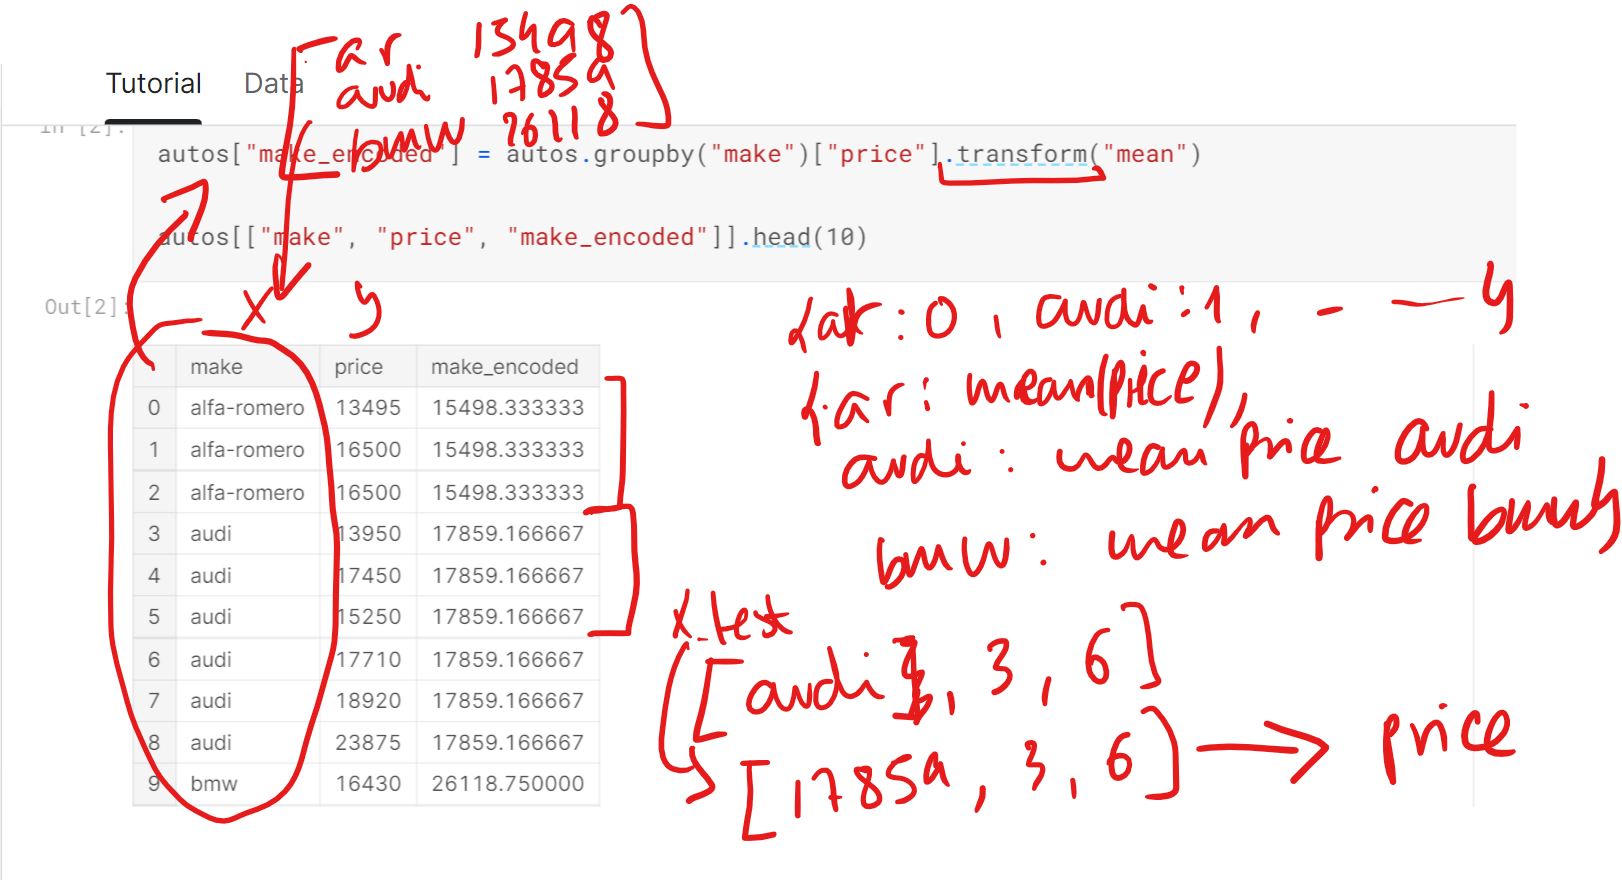 ar 15498
Tutorial Data
audi 17859
bmw 26118
In [2]:
autos["make_encoded"] = autos.groupby("make")["price"].transform("mean")
autos[["make", "price", "make_encoded"]].head(10)
Out[2]:
X y
{ar : 0 , audi : 1 , - — }
make price make_encoded
{ar : mean(price),
0 alfa-romero 13495 15498.333333
1 alfa-romero 16500 15498.333333
audi : mean price audi
2 alfa-romero 16500 15498.333333
3 audi 13950 17859.166667
bmw : mean price bmw}
4 audi 17450 17859.166667
5 audi 15250 17859.166667
X_test
6 audi 17710 17859.166667
[audi, 3, 6]
7 audi 18920 17859.166667
8 audi 23875 17859.166667
[17859, 3, 6] → price
9 bmw 16430 26118.750000